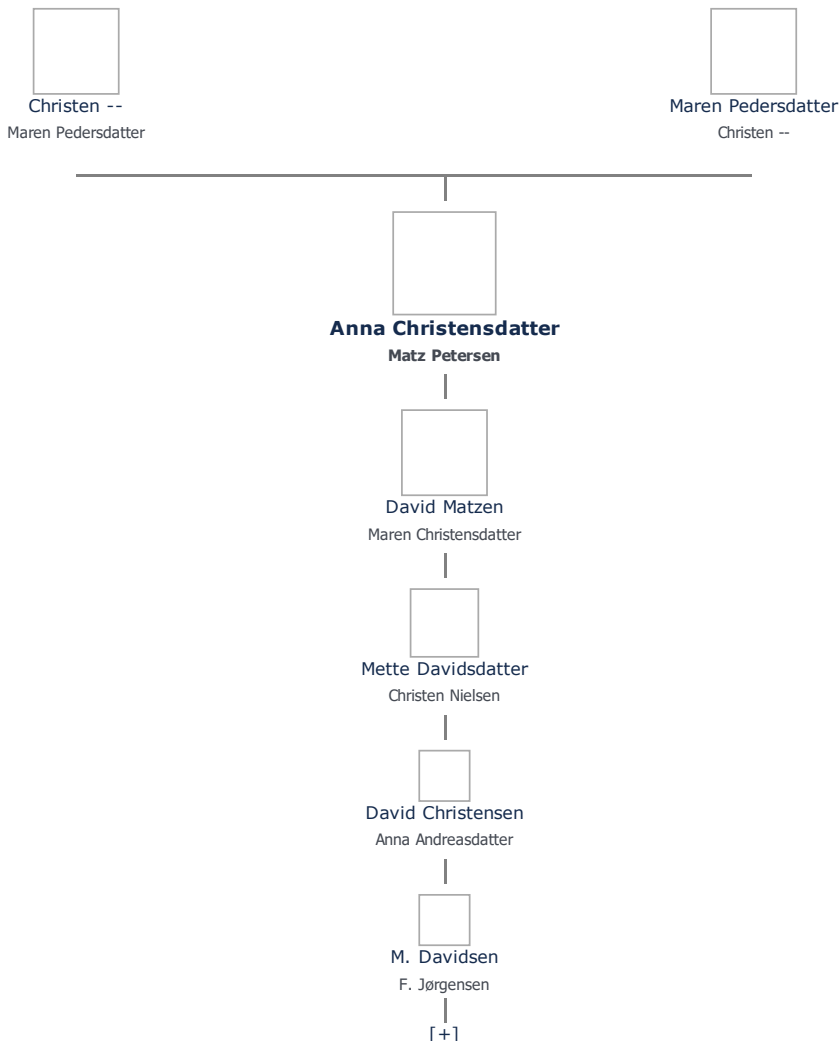 Christen --
Maren Pedersdatter
Maren Pedersdatter
Christen --
Anna Christensdatter
Matz Petersen
David Matzen
Maren Christensdatter
Mette Davidsdatter
Christen Nielsen
David Christensen
Anna Andreasdatter
M. Davidsen
F. Jørgensen
[+]